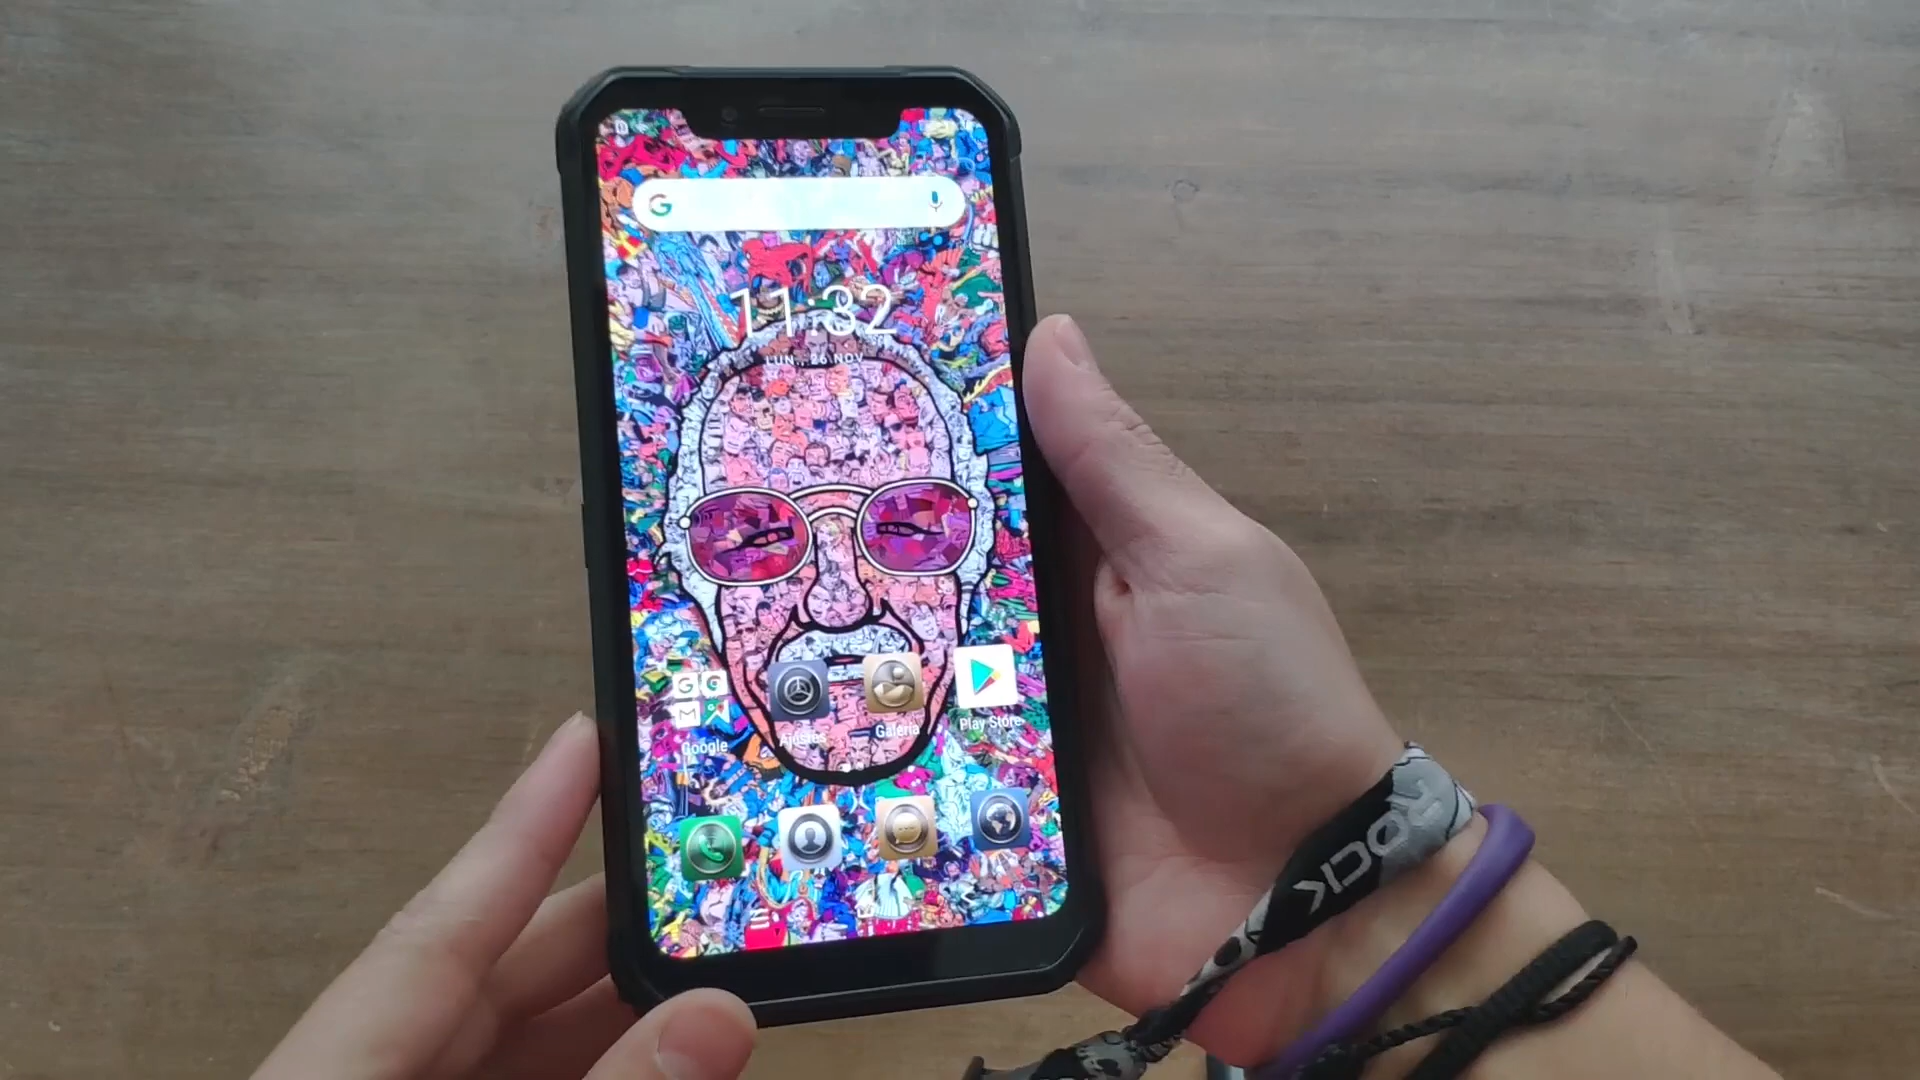 G
11:32
LUN., 26 NOV
Google
Ajustes
Galería
Play Store
ROCK